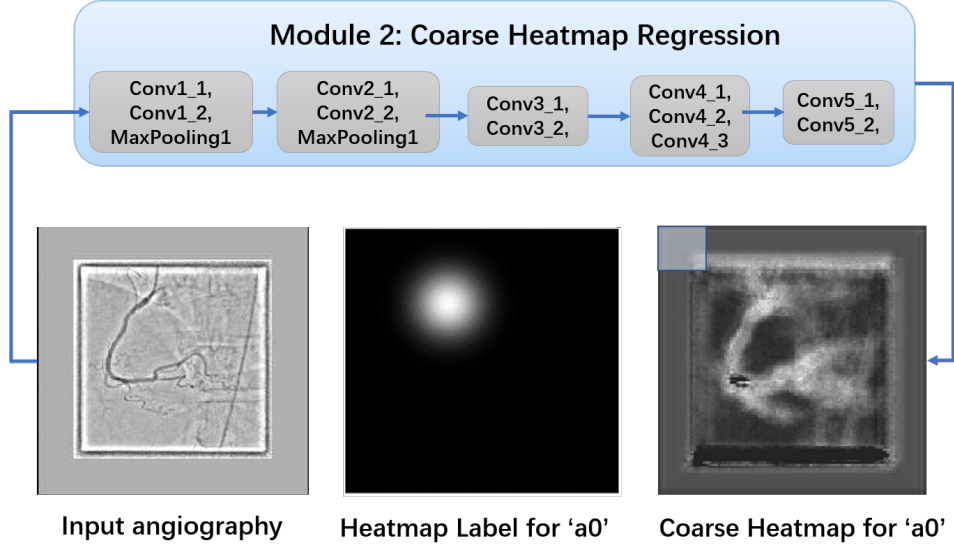 Module 2: Coarse Heatmap Regression
Conv1_1,
Conv1_2,
MaxPooling1
Conv2_1,
Conv2_2,
MaxPooling1
Conv3_1,
Conv3_2,
Conv4_1,
Conv4_2,
Conv4_3
Conv5_1,
Conv5_2,
Input angiography
Heatmap Label for ‘a0’
Coarse Heatmap for ‘a0’